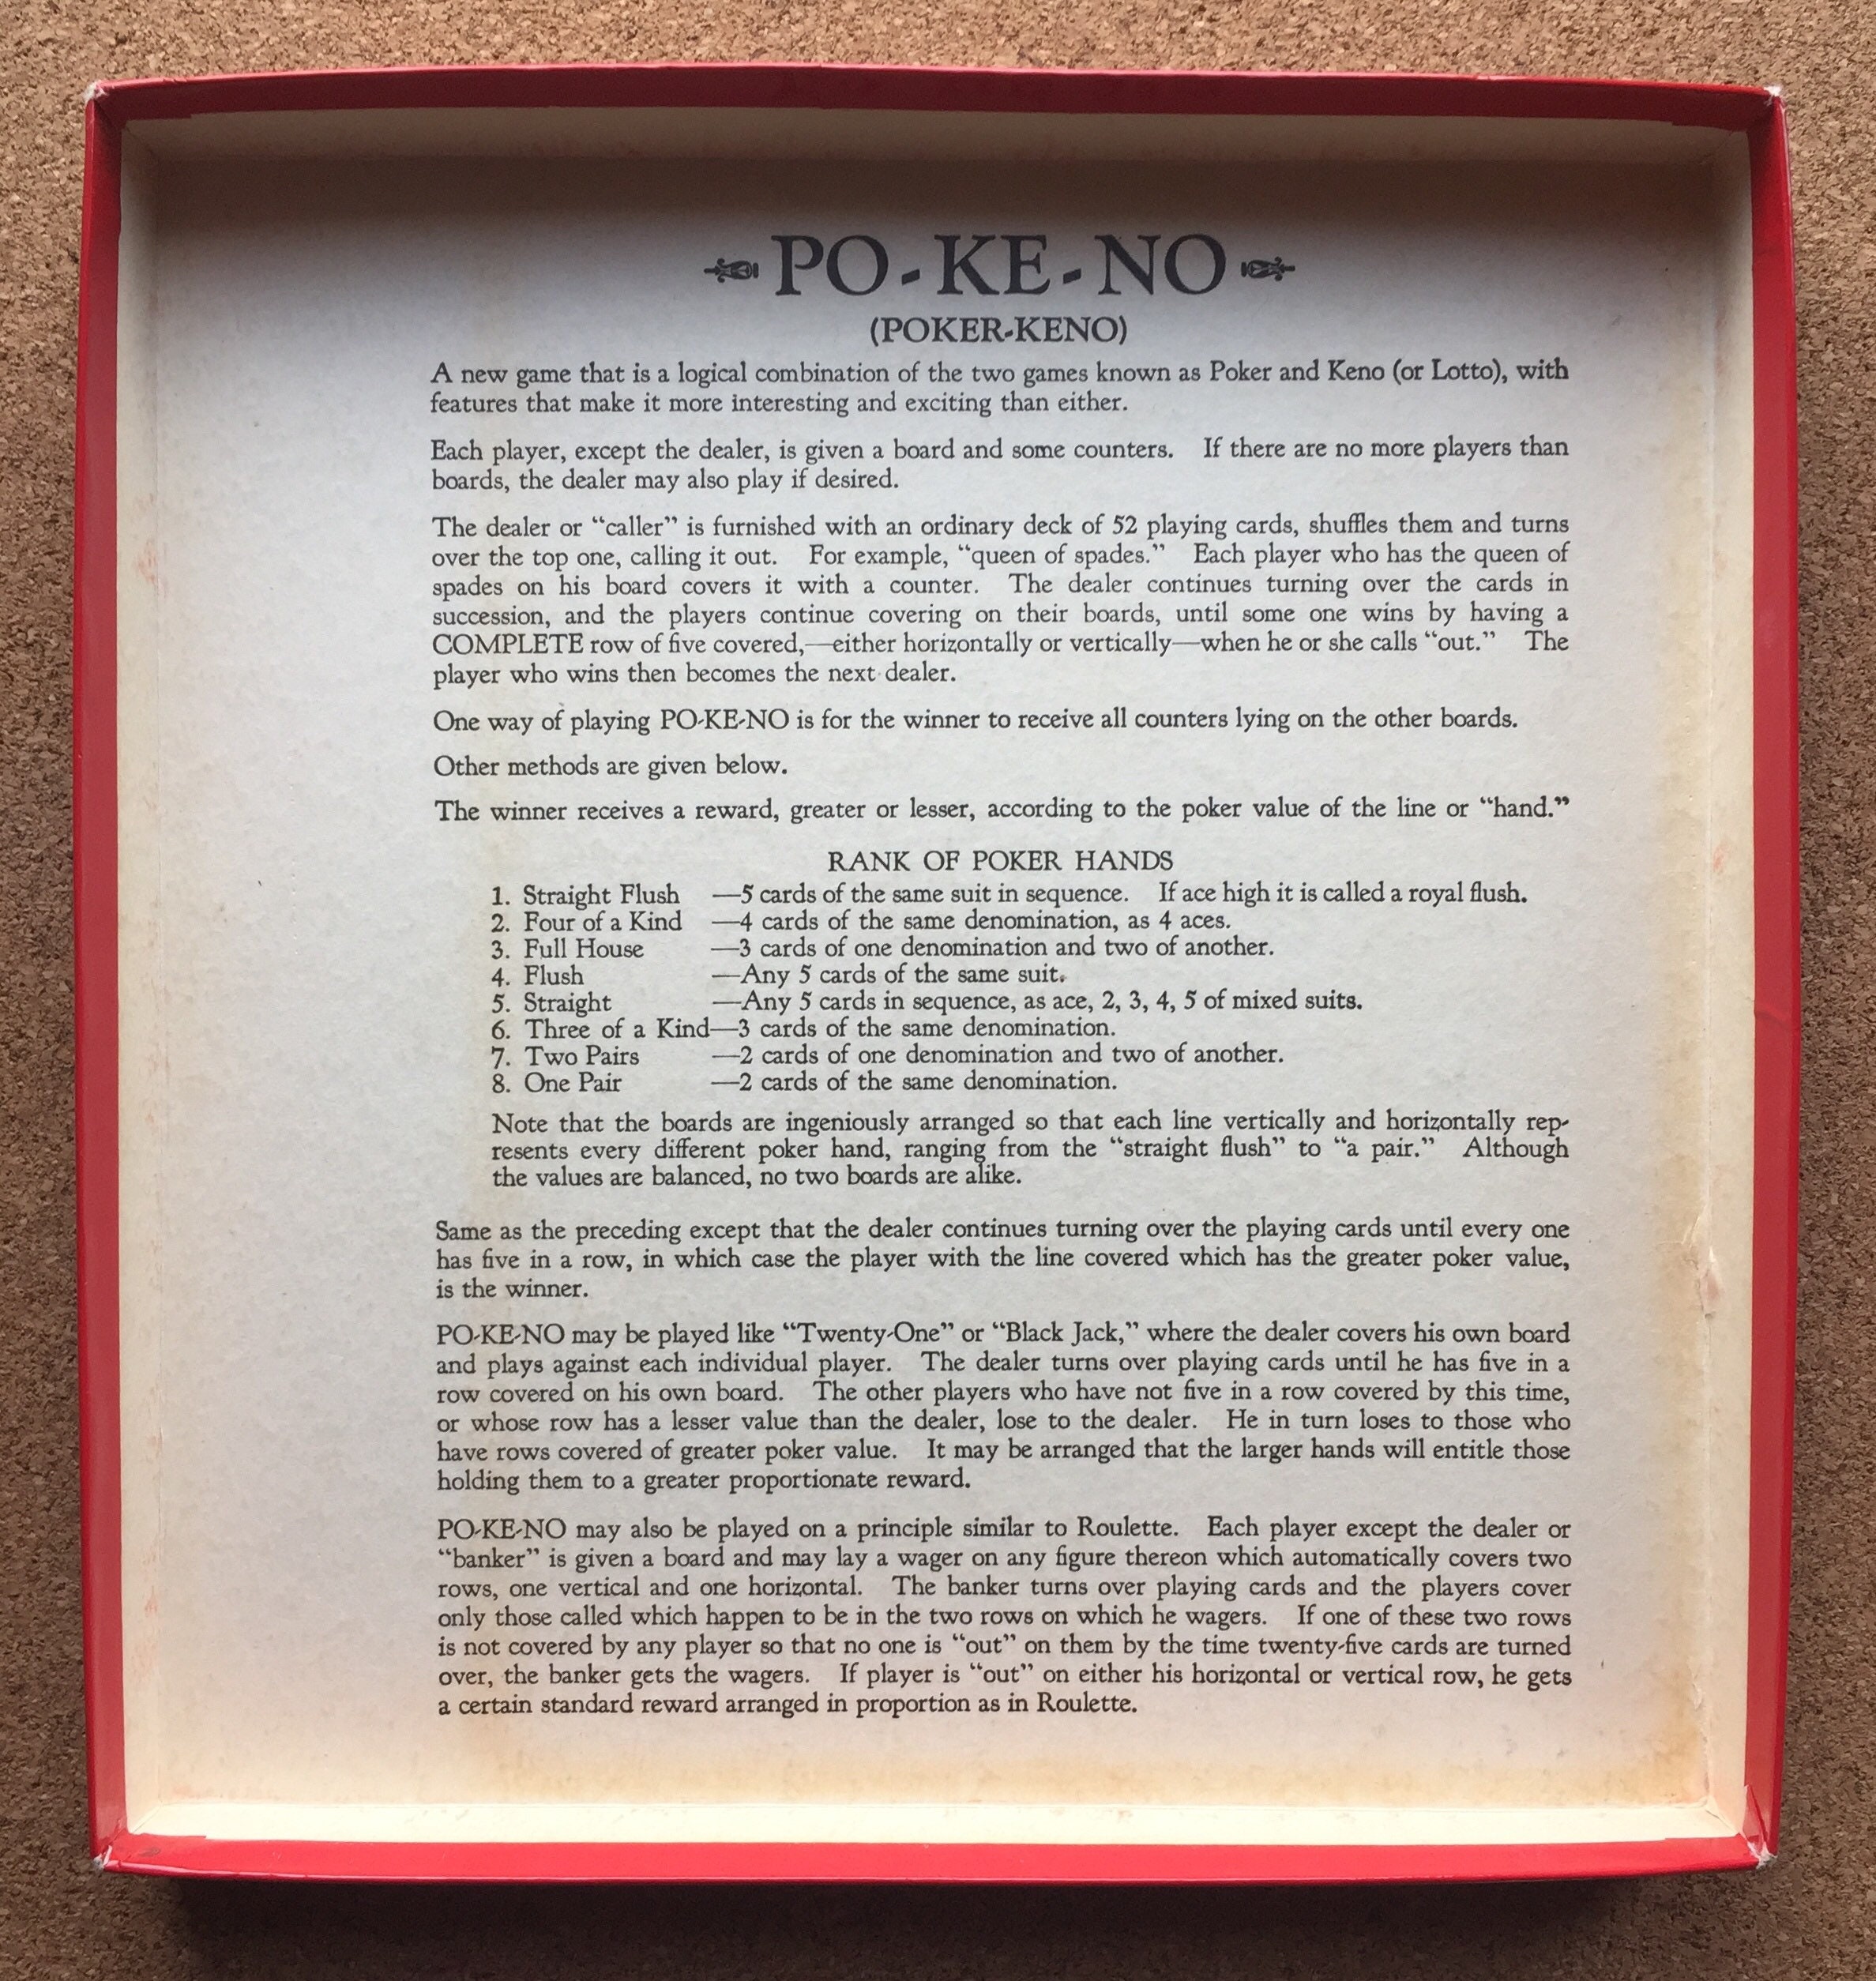 PO-KE-NO
(POKER-KENO)
A new game that is a logical combination of the two games known as Poker and Keno (or Lotto), with
features that make it more interesting and exciting than either.
Each player, except the dealer, is given a board and some counters. If there are no more players than
boards, the dealer may also play if desired.
The dealer or “caller” is furnished with an ordinary deck of 52 playing cards, shuffles them and turns
over the top one, calling it out. For example, “queen of spades.” Each player who has the queen of
spades on his board covers it with a counter. The dealer continues turning over the cards in
succession, and the players continue covering on their boards, until some one wins by having a
COMPLETE row of five covered,—either horizontally or vertically—when he or she calls “out.” The
player who wins then becomes the next dealer.
One way of playing PO-KE-NO is for the winner to receive all counters lying on the other boards.
Other methods are given below.
The winner receives a reward, greater or lesser, according to the poker value of the line or “hand.”
RANK OF POKER HANDS
1. Straight Flush —5 cards of the same suit in sequence. If ace high it is called a royal flush.
2. Four of a Kind —4 cards of the same denomination, as 4 aces.
3. Full House —3 cards of one denomination and two of another.
4. Flush —Any 5 cards of the same suit.
5. Straight —Any 5 cards in sequence, as ace, 2, 3, 4, 5 of mixed suits.
6. Three of a Kind—3 cards of the same denomination.
7. Two Pairs —2 cards of one denomination and two of another.
8. One Pair —2 cards of the same denomination.
Note that the boards are ingeniously arranged so that each line vertically and horizontally rep-
resents every different poker hand, ranging from the “straight flush” to “a pair.” Although
the values are balanced, no two boards are alike.
Same as the preceding except that the dealer continues turning over the playing cards until every one
has five in a row, in which case the player with the line covered which has the greater poker value,
is the winner.
PO-KE-NO may be played like “Twenty-One” or “Black Jack,” where the dealer covers his own board
and plays against each individual player. The dealer turns over playing cards until he has five in a
row covered on his own board. The other players who have not five in a row covered by this time,
or whose row has a lesser value than the dealer, lose to the dealer. He in turn loses to those who
have rows covered of greater poker value. It may be arranged that the larger hands will entitle those
holding them to a greater proportionate reward.
PO-KE-NO may also be played on a principle similar to Roulette. Each player except the dealer or
“banker” is given a board and may lay a wager on any figure thereon which automatically covers two
rows, one vertical and one horizontal. The banker turns over playing cards and the players cover
only those called which happen to be in the two rows on which he wagers. If one of these two rows
is not covered by any player so that no one is “out” on them by the time twenty-five cards are turned
over, the banker gets the wagers. If player is “out” on either his horizontal or vertical row, he gets
a certain standard reward arranged in proportion as in Roulette.